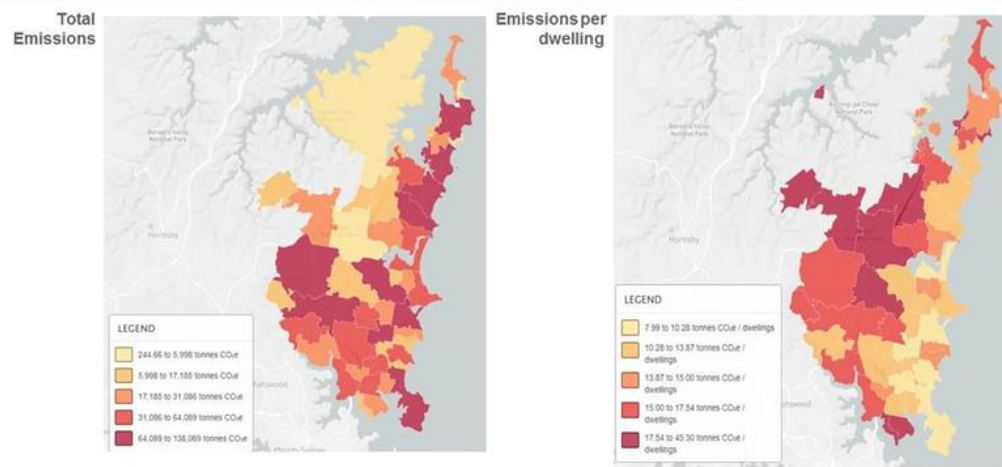 Total
Emissions
Hornsby
LEGEND
244.66 to 5,998 tonnes CO₂e
5,998 to 17,185 tonnes CO₂e
17,185 to 31,086 tonnes CO₂e
31,086 to 64,089 tonnes CO₂e
64,089 to 138,069 tonnes CO₂e
Emissions per
dwelling
Hornsby
LEGEND
7.99 to 10.28 tonnes CO₂e / dwellings
10.28 to 13.87 tonnes CO₂e /
dwellings
13.87 to 15.00 tonnes CO₂e /
dwellings
15.00 to 17.54 tonnes CO₂e /
dwellings
17.54 to 45.30 tonnes CO₂e /
dwellings